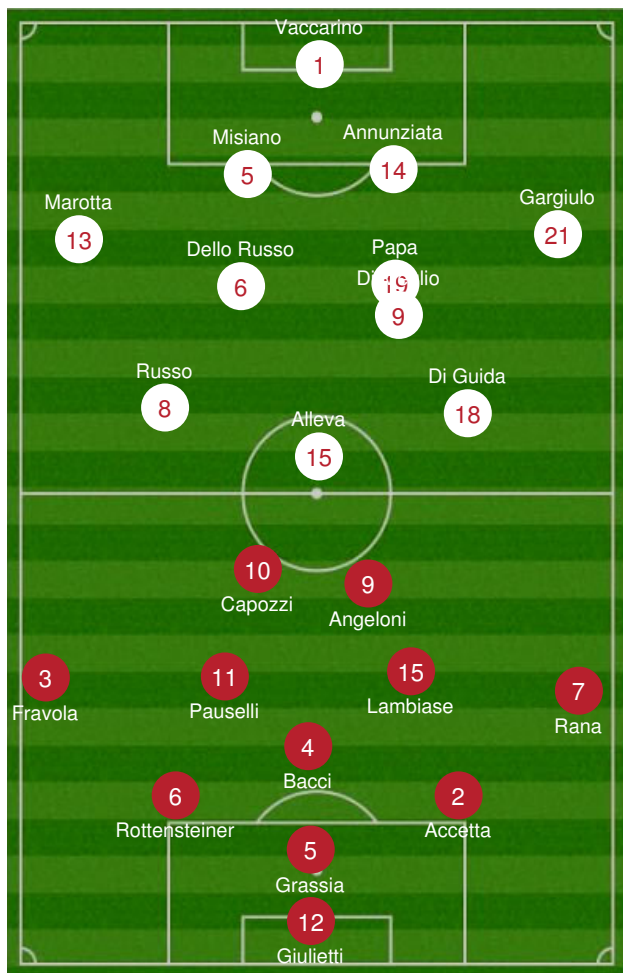 Vaccarino
1
Misiano
5
Annunziata
14
Marotta
13
Gargiulo
21
Dello Russo
6
Papa
19
9
Russo
8
Di Guida
18
Alleva
15
10
Capozzi
9
Angeloni
3
Fravola
11
Pauselli
15
Lambiase
7
Rana
4
Bacci
6
Rottensteiner
2
Accetta
5
Grassia
12
Giulietti